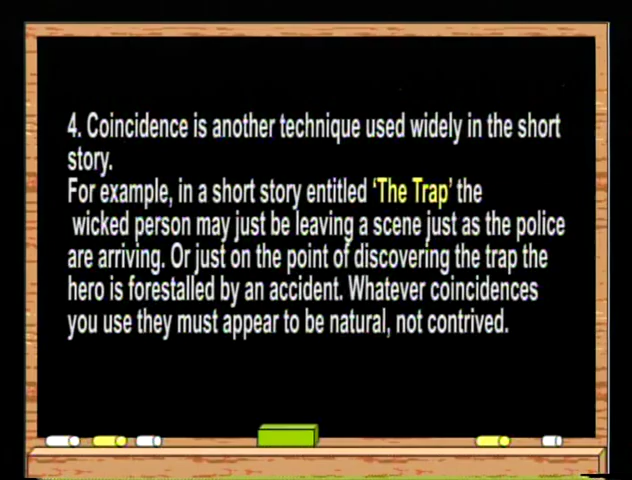 4. Coincidence is another technique used widely in the short
story.
For example, in a short story entitled ‘The Trap’ the
wicked person may just be leaving a scene just as the police
are arriving. Or just on the point of discovering the trap the
hero is forestalled by an accident. Whatever coincidences
you use they must appear to be natural, not contrived.